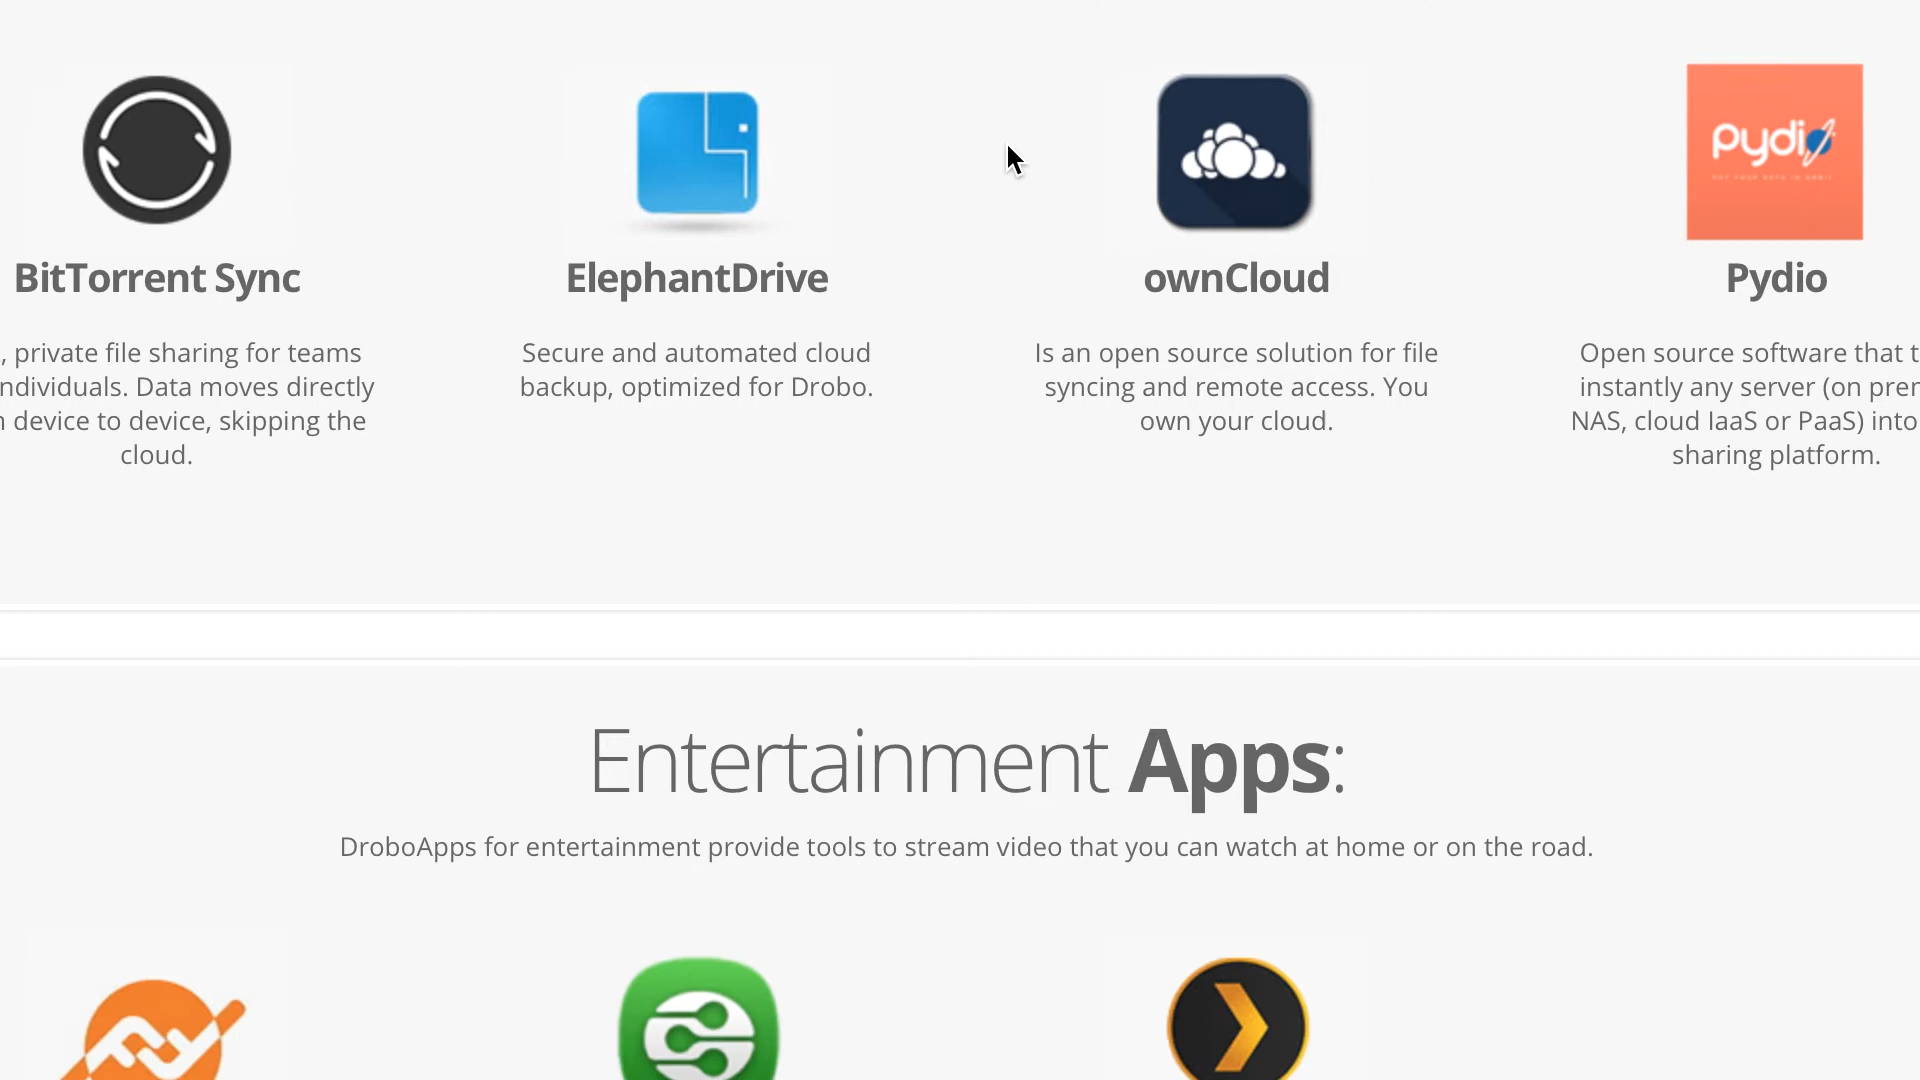 pydio
BitTorrent Sync
ElephantDrive
ownCloud
Pydio
, private file sharing for teams
ndividuals. Data moves directly
device to device, skipping the
cloud.
Secure and automated cloud
backup, optimized for Drobo.
Is an open source solution for file
syncing and remote access. You
own your cloud.
Open source software that t
instantly any server (on prem
NAS, cloud IaaS or PaaS) into
sharing platform.
Entertainment Apps:
DroboApps for entertainment provide tools to stream video that you can watch at home or on the road.